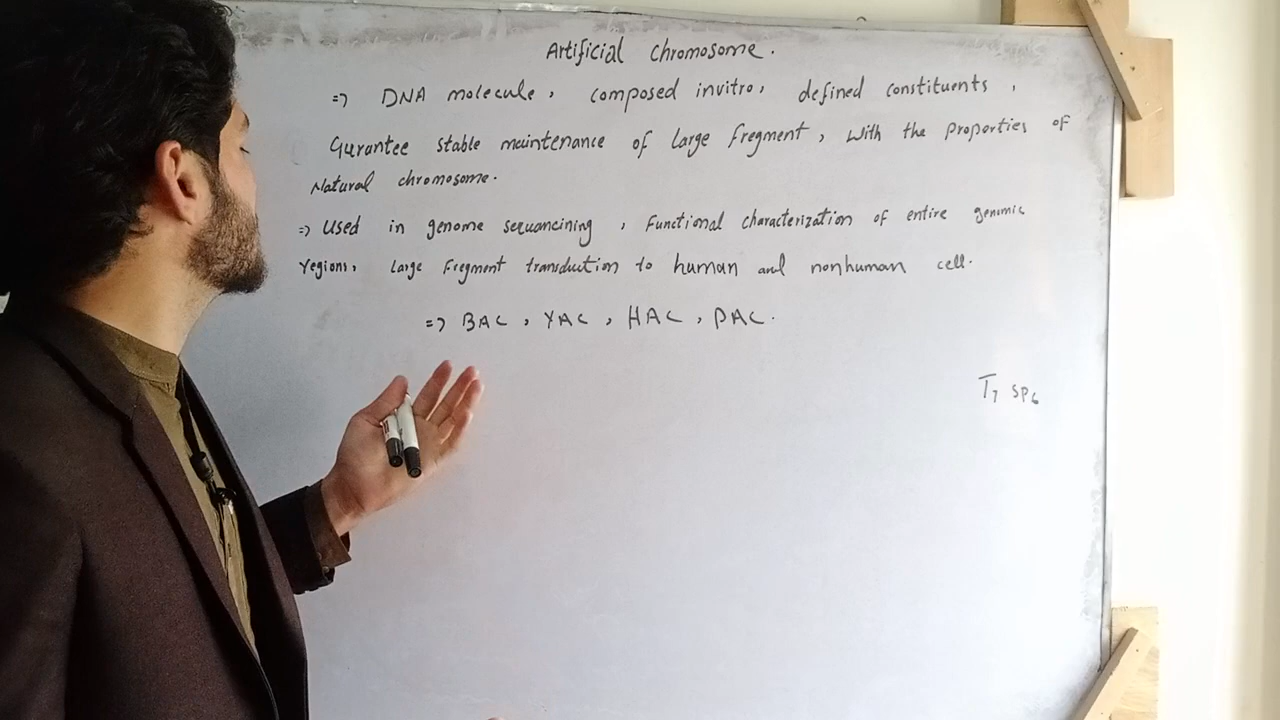 Artificial chromosome.
=> DNA molecule, composed invitro, defined constituents,
Gurantee stable maintenance of large fregment, with the properties of
Natural chromosome.
=> Used in genome sequancining, Functional characterization of entire genomic
regions, large fregment transduction to human and nonhuman cell.
=> BAC, YAC, HAC, PAC.
T7 SP6